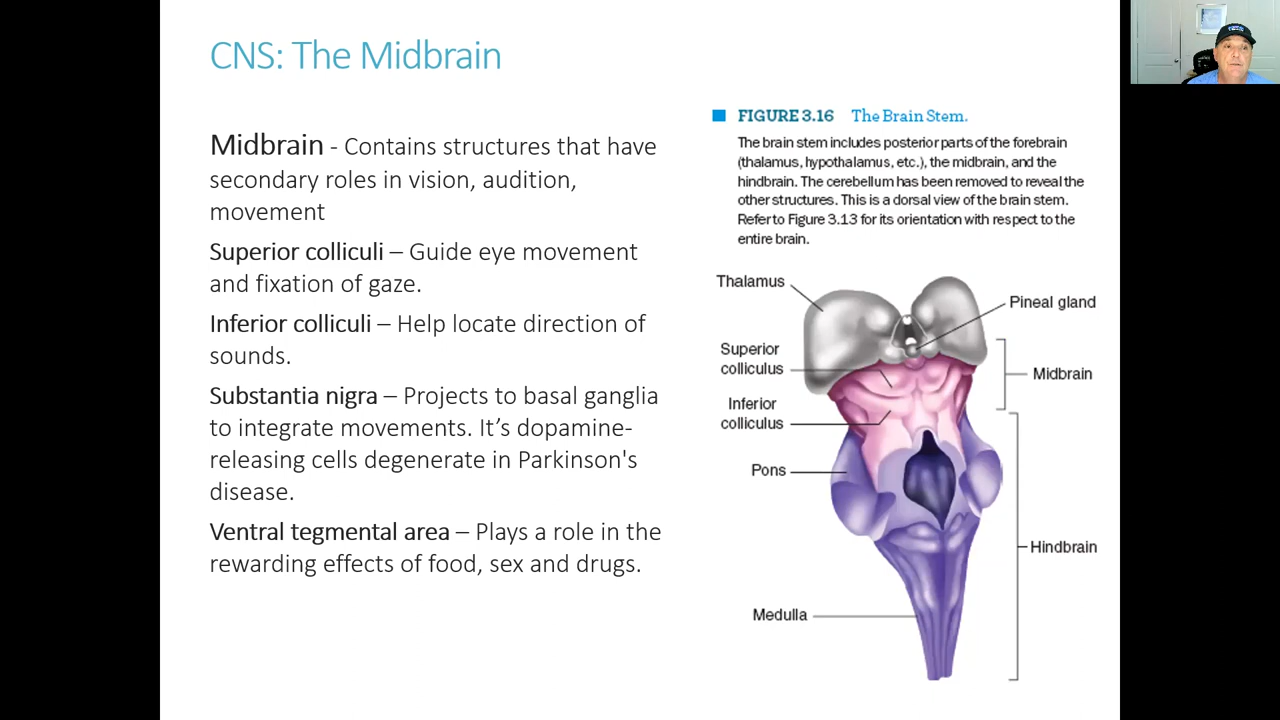 CNS: The Midbrain
Midbrain - Contains structures that have
secondary roles in vision, audition,
movement
Superior colliculi – Guide eye movement
and fixation of gaze.
Inferior colliculi – Help locate direction of
sounds.
Substantia nigra – Projects to basal ganglia
to integrate movements. It’s dopamine-
releasing cells degenerate in Parkinson's
disease.
Ventral tegmental area – Plays a role in the
rewarding effects of food, sex and drugs.
FIGURE 3.16 The Brain Stem.
The brain stem includes posterior parts of the forebrain
(thalamus, hypothalamus, etc.), the midbrain, and the
hindbrain. The cerebellum has been removed to reveal the
other structures. This is a dorsal view of the brain stem.
Refer to Figure 3.13 for its orientation with respect to the
entire brain.
Thalamus
Pineal gland
Superior
colliculus
Midbrain
Inferior
colliculus
Pons
Hindbrain
Medulla